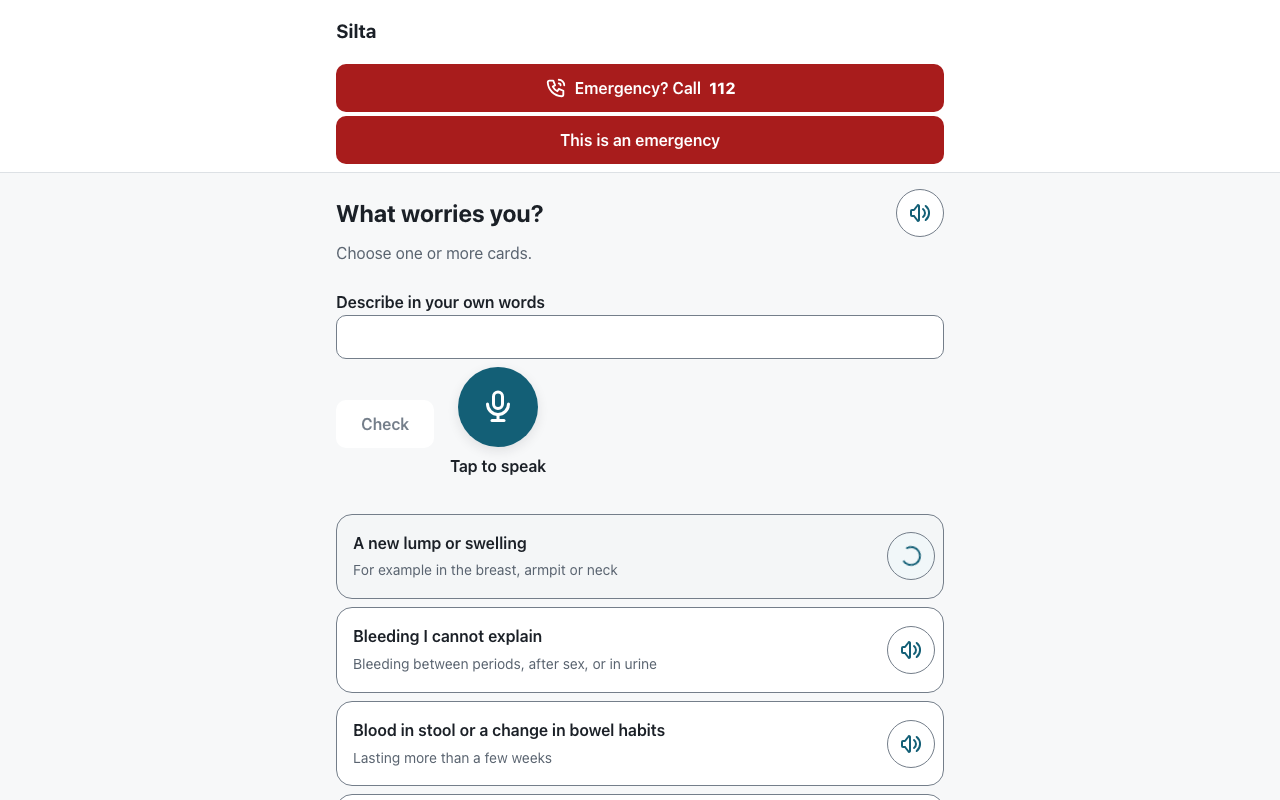 Silta
Emergency? Call 112
This is an emergency
What worries you?
Choose one or more cards.
Describe in your own words
Check
Tap to speak
A new lump or swelling
For example in the breast, armpit or neck
Bleeding I cannot explain
Bleeding between periods, after sex, or in urine
Blood in stool or a change in bowel habits
Lasting more than a few weeks